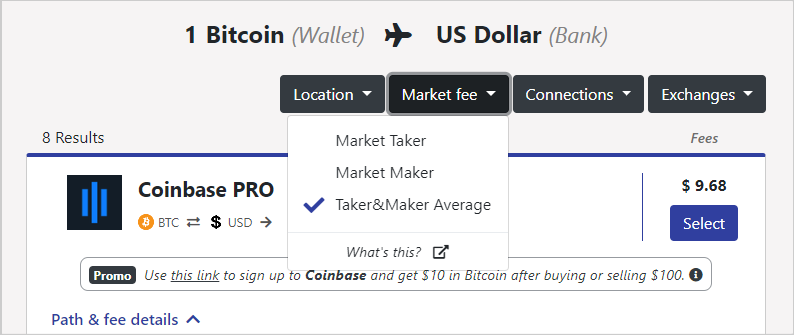 1 Bitcoin (Wallet) US Dollar (Bank)
Location Market fee Connections Exchanges
8 Results Fees
Market Taker
Market Maker
Taker&Maker Average
What's this?
Coinbase PRO $ 9.68
BTC USD Select
Promo Use this link to sign up to Coinbase and get $10 in Bitcoin after buying or selling $100.
Path & fee details